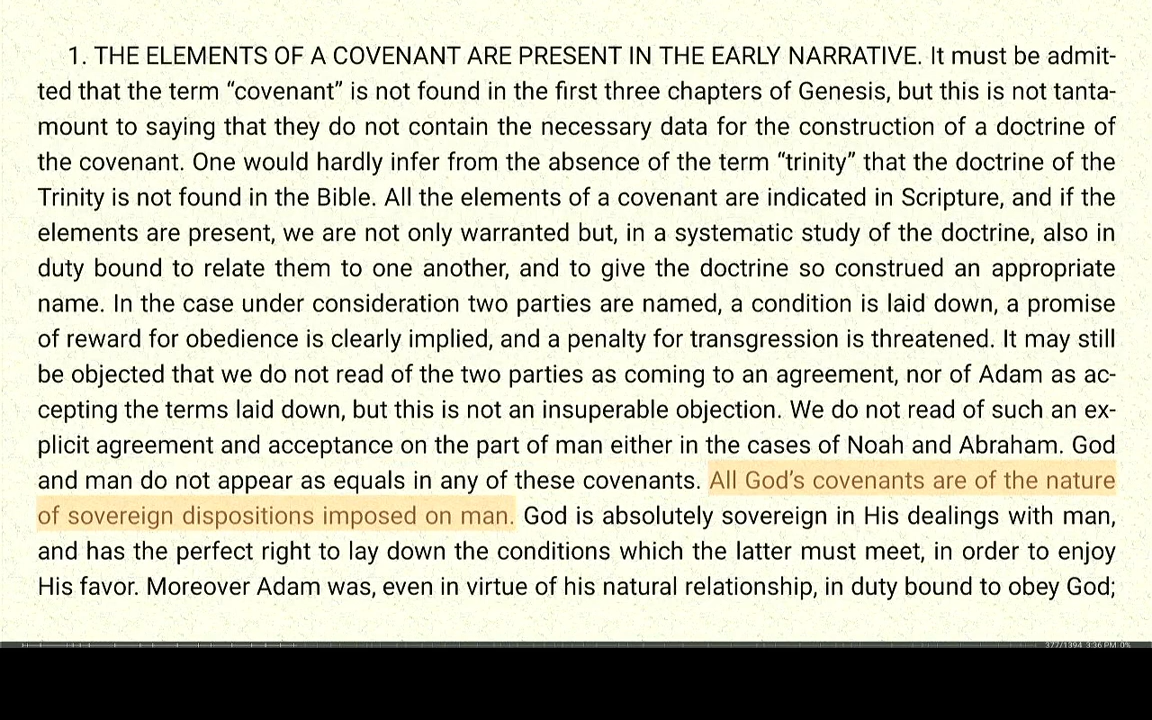 1. THE ELEMENTS OF A COVENANT ARE PRESENT IN THE EARLY NARRATIVE. It must be admit-
ted that the term “covenant” is not found in the first three chapters of Genesis, but this is not tanta-
mount to saying that they do not contain the necessary data for the construction of a doctrine of
the covenant. One would hardly infer from the absence of the term “trinity” that the doctrine of the
Trinity is not found in the Bible. All the elements of a covenant are indicated in Scripture, and if the
elements are present, we are not only warranted but, in a systematic study of the doctrine, also in
duty bound to relate them to one another, and to give the doctrine so construed an appropriate
name. In the case under consideration two parties are named, a condition is laid down, a promise
of reward for obedience is clearly implied, and a penalty for transgression is threatened. It may still
be objected that we do not read of the two parties as coming to an agreement, nor of Adam as ac-
cepting the terms laid down, but this is not an insuperable objection. We do not read of such an ex-
plicit agreement and acceptance on the part of man either in the cases of Noah and Abraham. God
and man do not appear as equals in any of these covenants. All God’s covenants are of the nature
of sovereign dispositions imposed on man. God is absolutely sovereign in His dealings with man,
and has the perfect right to lay down the conditions which the latter must meet, in order to enjoy
His favor. Moreover Adam was, even in virtue of his natural relationship, in duty bound to obey God;
377/1394 3:36 PM 0%